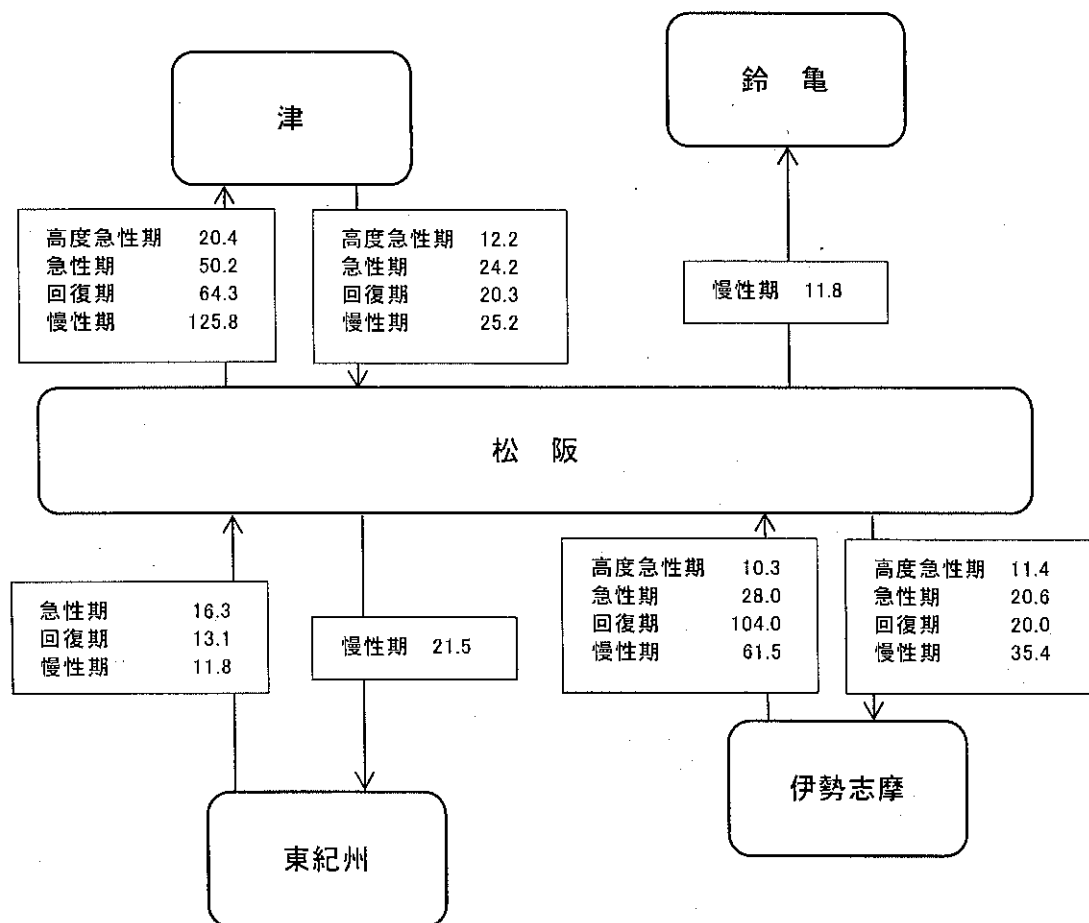 津
鈴 亀
高度急性期 20.4
急性期 50.2
回復期 64.3
慢性期 125.8
高度急性期 12.2
急性期 24.2
回復期 20.3
慢性期 25.2
慢性期 11.8
松 阪
急性期 16.3
回復期 13.1
慢性期 11.8
慢性期 21.5
高度急性期 10.3
急性期 28.0
回復期 104.0
慢性期 61.5
高度急性期 11.4
急性期 20.6
回復期 20.0
慢性期 35.4
東紀州
伊勢志摩